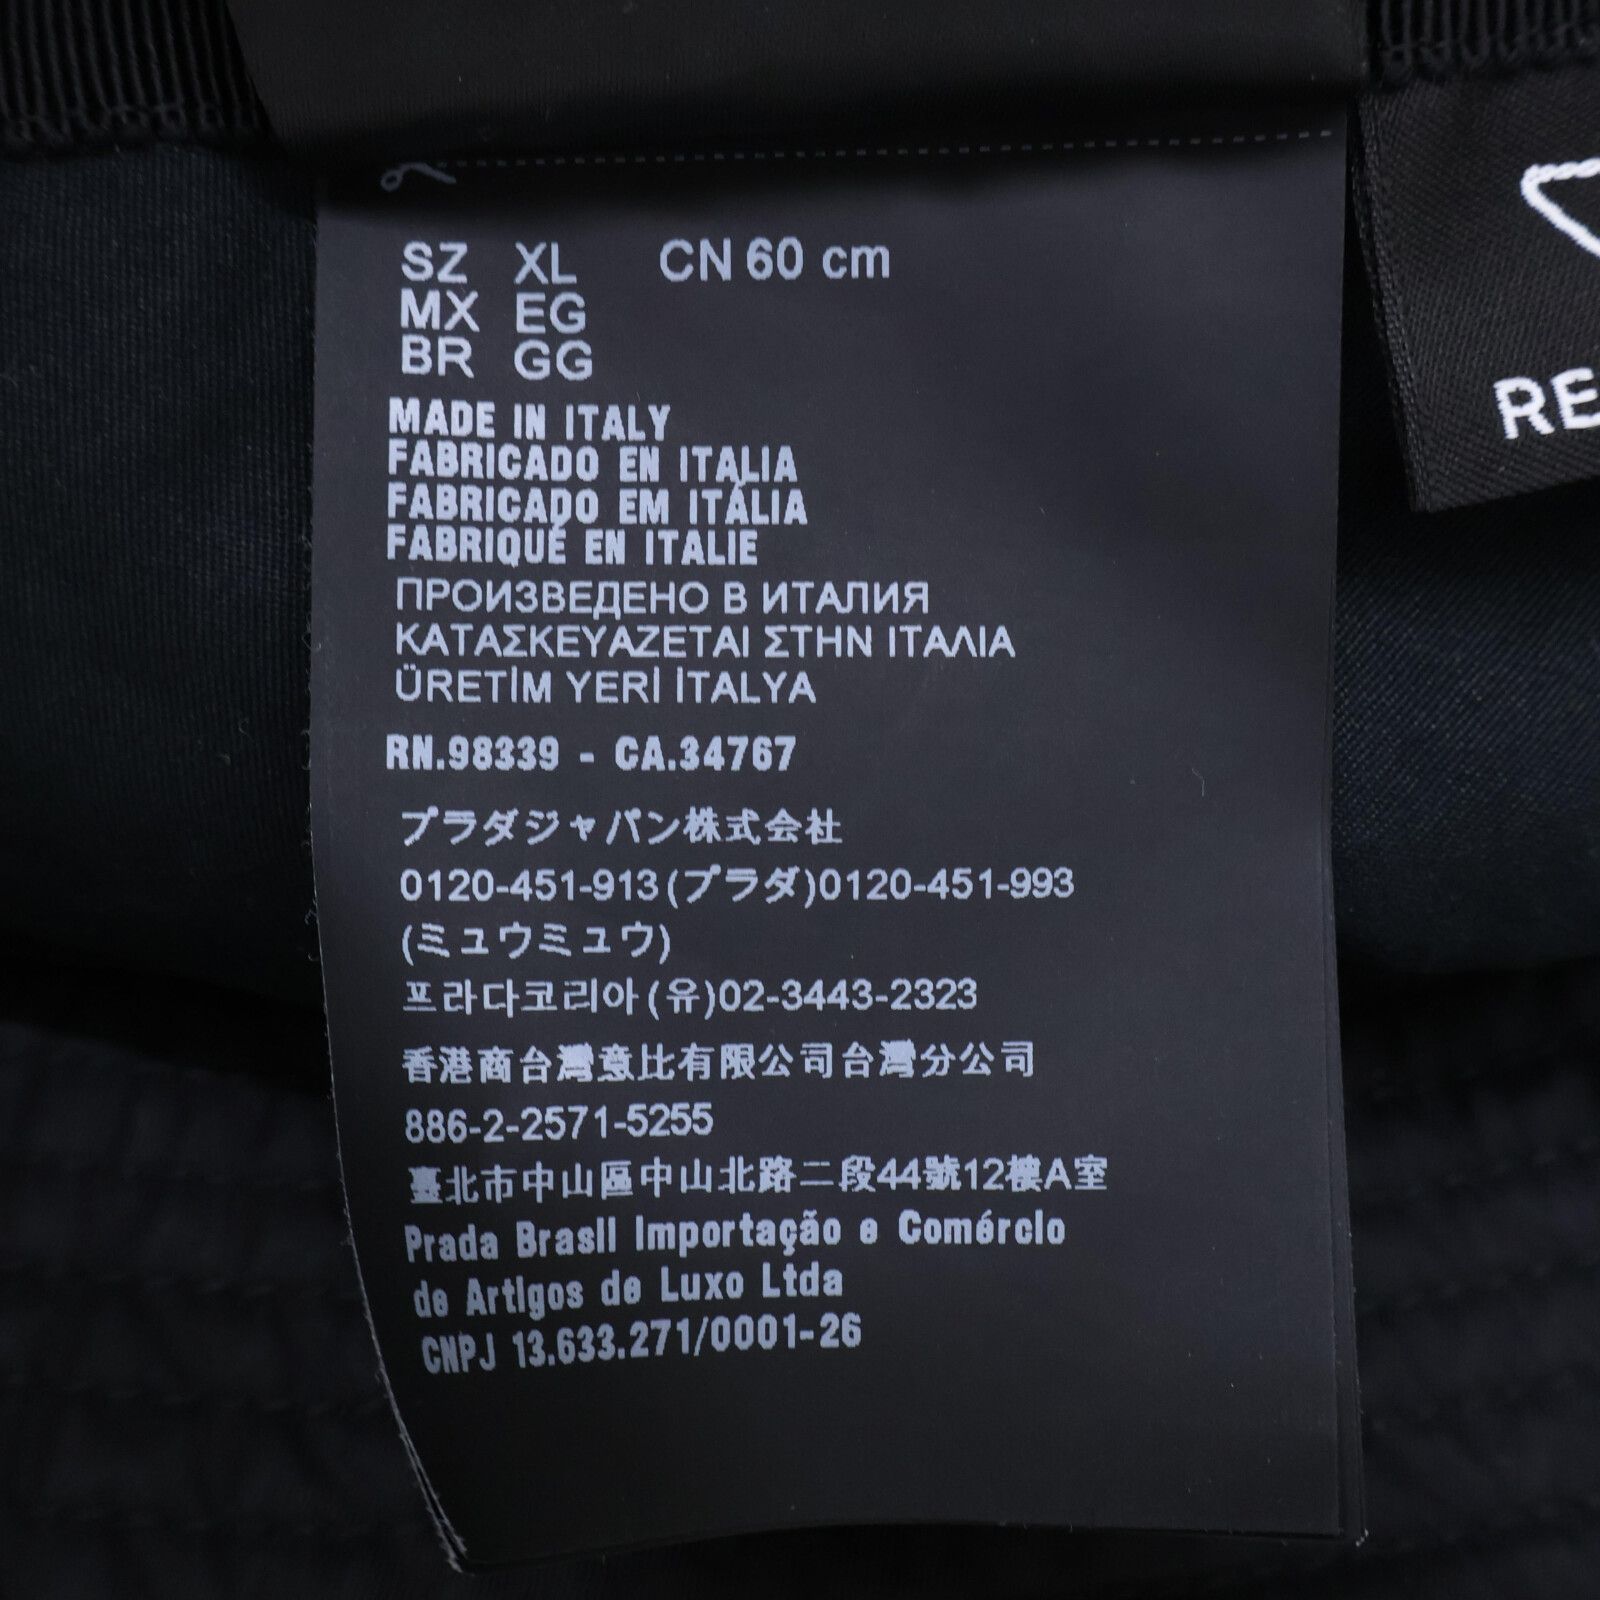 SZ XL CN 60 cm
MX EG
BR GG
MADE IN ITALY
FABRICADO EN ITALIA
FABRICADO EM ITÁLIA
FABRIQUÉ EN ITALIE
ПРОИЗВЕДЕНО В ИТАЛИЯ
ΚΑΤΑΣΚΕΥΑΖΕΤΑΙ ΣΤΗΝ ΙΤΑΛΙΑ
ÜRETİM YERİ İTALYA
RN.98339 - CA.34767
プラダジャパン株式会社
0120-451-913(プラダ)0120-451-993
(ミュウミュウ)
프라다코리아(유)02-3443-2323
香港商台灣意比有限公司台灣分公司
886-2-2571-5255
臺北市中山區中山北路二段44號12樓A室
Prada Brasil Importação e Comércio
de Artigos de Luxo Ltda
CNPJ 13.633.271/0001-26
RE